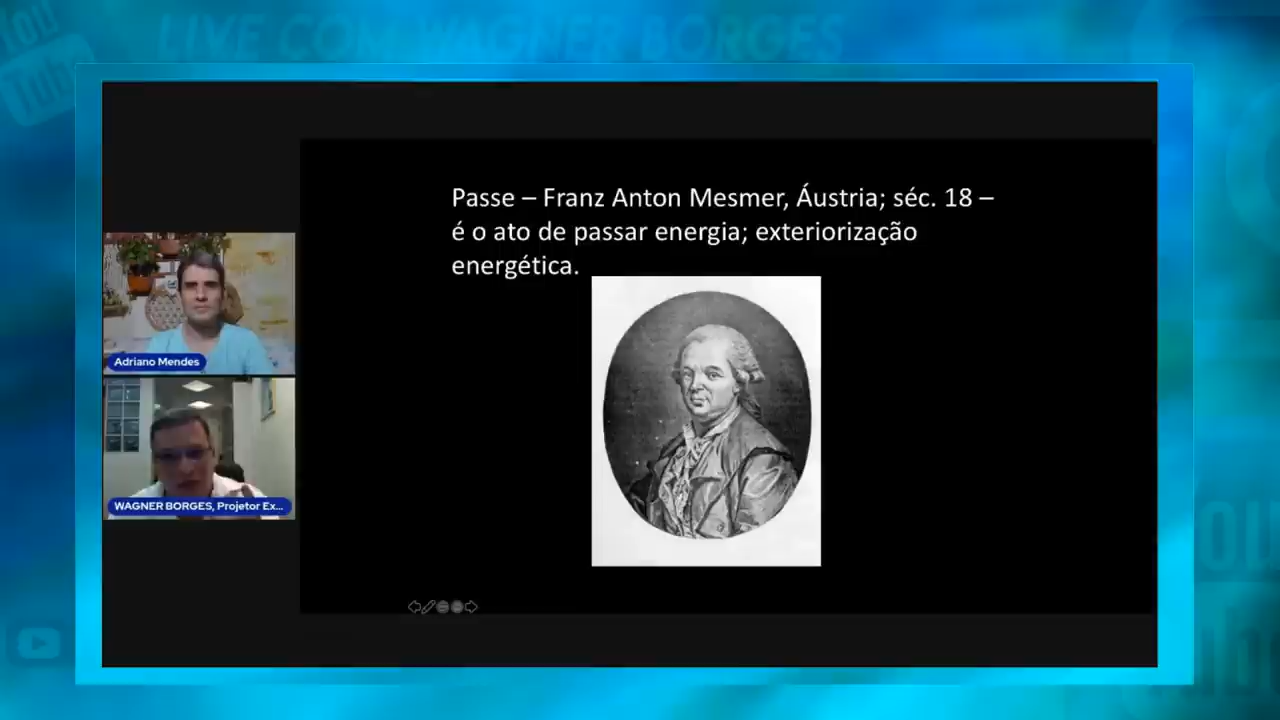 LIVE COM WAGNER BORGES
Passe – Franz Anton Mesmer, Áustria; séc. 18 –
é o ato de passar energia; exteriorização
energética.
Adriano Mendes
WAGNER BORGES, Projetor Ex...